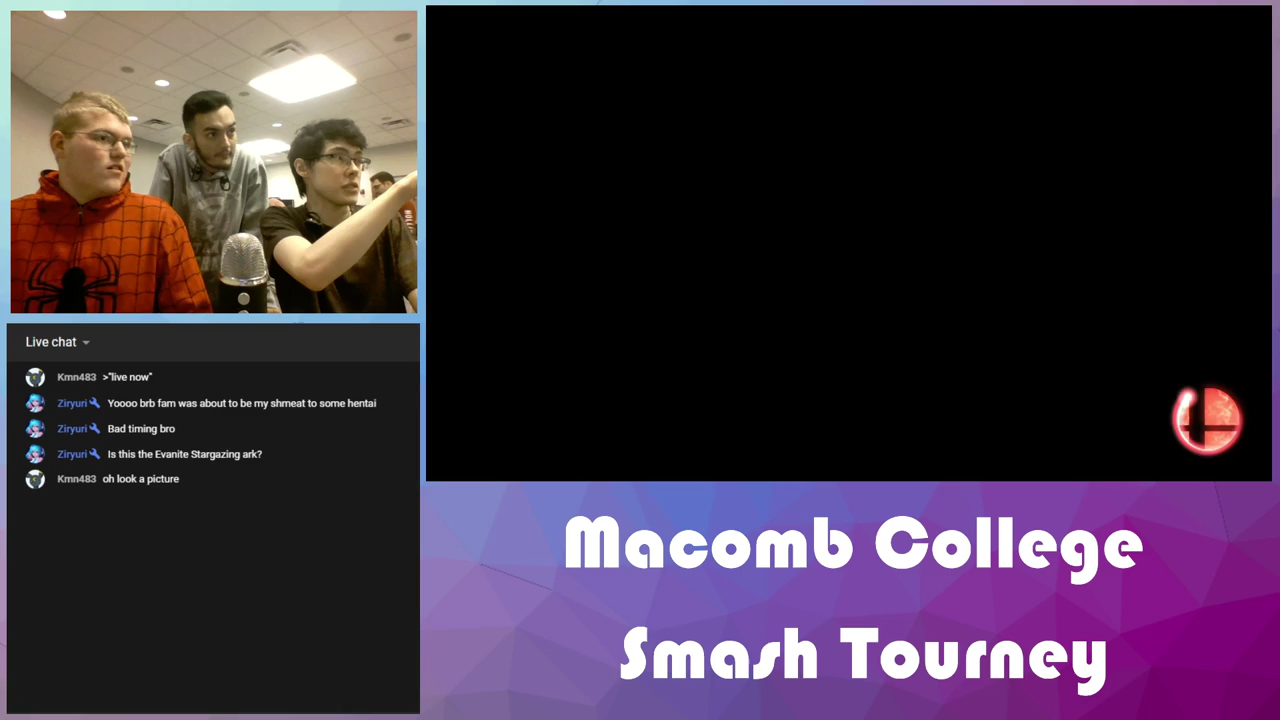 Live chat
Kmn483 >"live now"
Ziryuri Yoooo brb fam was about to be my shmeat to some hentai
Ziryuri Bad timing bro
Ziryuri Is this the Evanite Stargazing ark?
Kmn483 oh look a picture
Macomb College
Smash Tourney